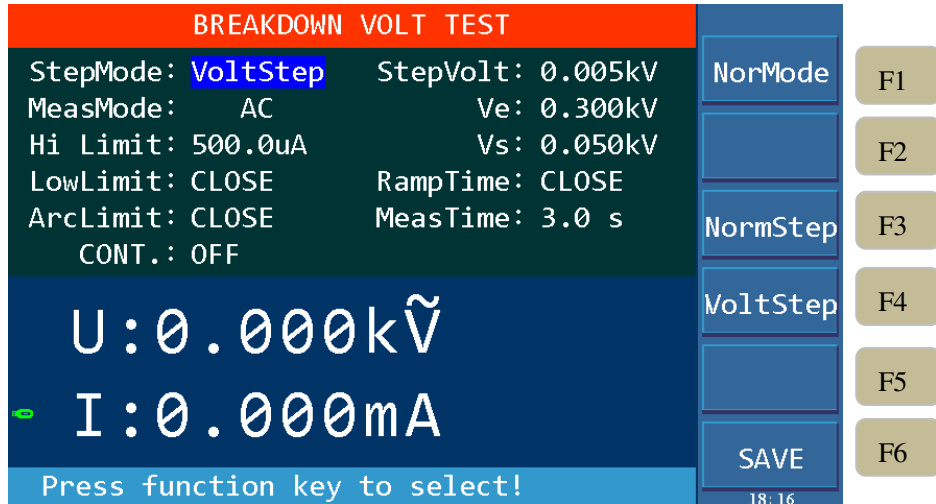 BREAKDOWN VOLT TEST
StepMode: VoltStep StepVolt: 0.005kV
MeasMode: AC Ve: 0.300kV
Hi Limit: 500.0uA Vs: 0.050kV
LowLimit: CLOSE RampTime: CLOSE
ArcLimit: CLOSE MeasTime: 3.0 s
CONT.: OFF
U:0.000kṼ
I:0.000mA
Press function key to select!
NorMode
NormStep
VoltStep
SAVE
18:16
F1
F2
F3
F4
F5
F6